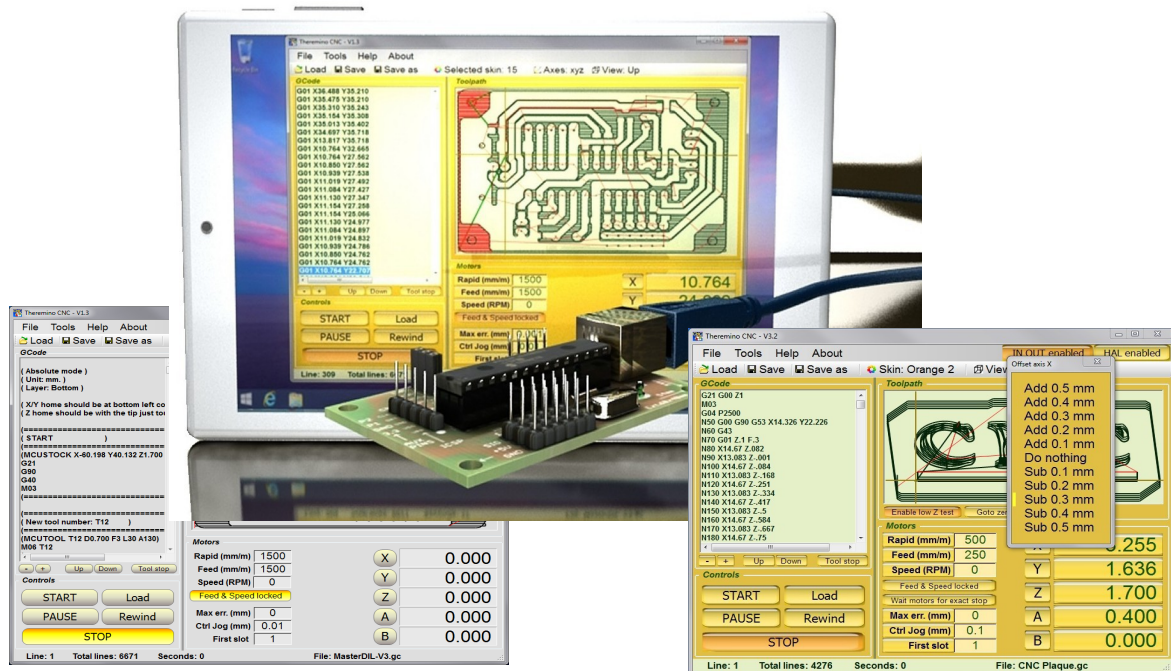 Theremino CNC - V1.3
File Tools Help About
Load Save Save as Selected skin: 15 Axes: xyz View: Up
GCode
Toolpath
G01 X36.488 Y35.210
G01 X35.475 Y35.210
G01 X35.310 Y35.243
G01 X35.154 Y35.308
G01 X35.013 Y35.402
G01 X34.697 Y35.718
G01 X13.817 Y35.718
G01 X10.764 Y32.665
G01 X10.764 Y27.562
G01 X10.850 Y27.562
G01 X10.939 Y27.538
G01 X11.019 Y27.492
G01 X11.084 Y27.427
G01 X11.130 Y27.347
G01 X11.154 Y27.258
G01 X11.154 Y25.066
G01 X11.130 Y24.977
G01 X11.084 Y24.897
G01 X11.019 Y24.832
G01 X10.939 Y24.786
G01 X10.850 Y24.762
G01 X10.764 Y24.762
G01 X10.764 Y22.707
- + Up Down Tool stop
Controls
START Load
PAUSE Rewind
STOP
Line: 309 Total lines:
Motors
Rapid (mm/m) 1500
Feed (mm/m) 1500
Speed (RPM) 0
Feed & Speed locked
Max err. (mm) 0.001
Ctrl Jog (mm)
First slot
X 10.764
Y
Theremino CNC - V1.3
File Tools Help About
Load Save Save as
GCode
( Absolute mode )
( Unit: mm. )
( Layer: Bottom )
( X/Y home should be at bottom left co
( Z home should be with the tip just to
(==================
( START )
(==================
(MCUSTOCK X-60.198 Y40.132 Z1.700
G21
G90
G40
M03
(==================
( New tool number: T12 )
(==================
(MCUTOOL T12 D0.700 F3 L30 A130)
M06 T12
- + Up Down Tool stop
Controls
START Load
PAUSE Rewind
STOP
Motors
Rapid (mm/m) 1500
Feed (mm/m) 1500
Speed (RPM) 0
Feed & Speed locked
Max err. (mm) 0
Ctrl Jog (mm) 0.01
First slot 1
X 0.000
Y 0.000
Z 0.000
A 0.000
B 0.000
Line: 1 Total lines: 6671 Seconds: 0 File: MasterDIL-V3.gc
Theremino CNC - V3.2
File Tools Help About
IN OUT enabled HAL enabled
Load Save Save as Skin: Orange 2 View
GCode
Toolpath
G21 G00 Z1
M03
G04 P2500
N50 G00 G90 G53 X14.326 Y22.226
N60 G43
N70 G01 Z.1 F.3
N80 X14.67 Z.082
N90 X13.083 Z-.001
N100 X14.67 Z-.084
N110 X13.083 Z-.168
N120 X14.67 Z-.251
N130 X13.083 Z-.334
N140 X14.67 Z-.417
N150 X13.083 Z-.5
N160 X14.67 Z-.584
N170 X13.083 Z-.667
N180 X14.67 Z-.75
- + Up Down Tool stop
Controls
START Load
PAUSE Rewind
STOP
Offset axis X
Add 0.5 mm
Add 0.4 mm
Add 0.3 mm
Add 0.2 mm
Add 0.1 mm
Do nothing
Sub 0.1 mm
Sub 0.2 mm
Sub 0.3 mm
Sub 0.4 mm
Sub 0.5 mm
Enable low Z test Goto ze
Motors
Rapid (mm/m) 500
Feed (mm/m) 250
Speed (RPM) 0
Feed & Speed locked
Wait motors for exact stop
Max err. (mm) 0
Ctrl Jog (mm) 0.1
First slot 1
X .255
Y 1.636
Z 1.700
A 0.400
B 0.000
Line: 1 Total lines: 4276 Seconds: 0 File: CNC Plaque.gc